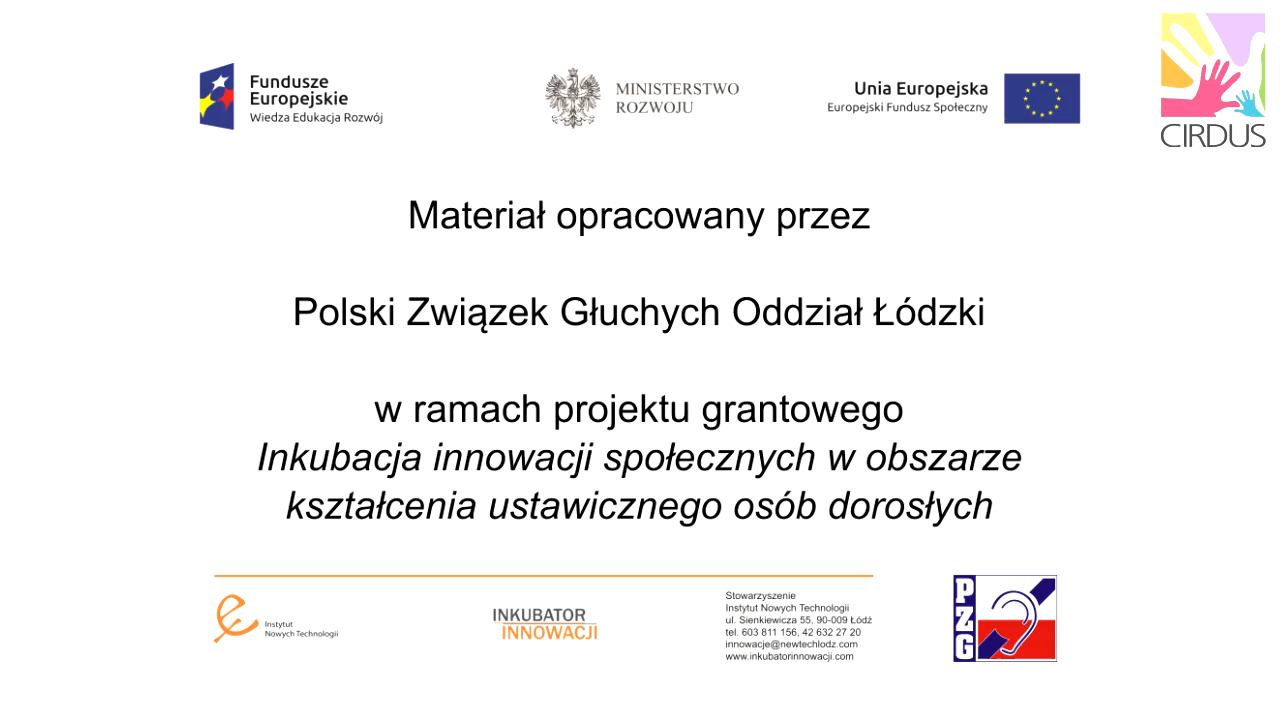 Fundusze
Europejskie
Wiedza Edukacja Rozwój
MINISTERSTWO
ROZWOJU
Unia Europejska
Europejski Fundusz Społeczny
CIRDUS
Materiał opracowany przez
Polski Związek Głuchych Oddział Łódzki
w ramach projektu grantowego
Inkubacja innowacji społecznych w obszarze
kształcenia ustawicznego osób dorosłych
Instytut
Nowych Technologii
INKUBATOR
INNOWACJI
Stowarzyszenie
Instytut Nowych Technologii
ul. Sienkiewicza 55, 90-009 Łódź
tel. 603 811 156, 42 632 27 20
innowacje@newtechlodz.com
www.inkubatorinnowacji.com
PZG